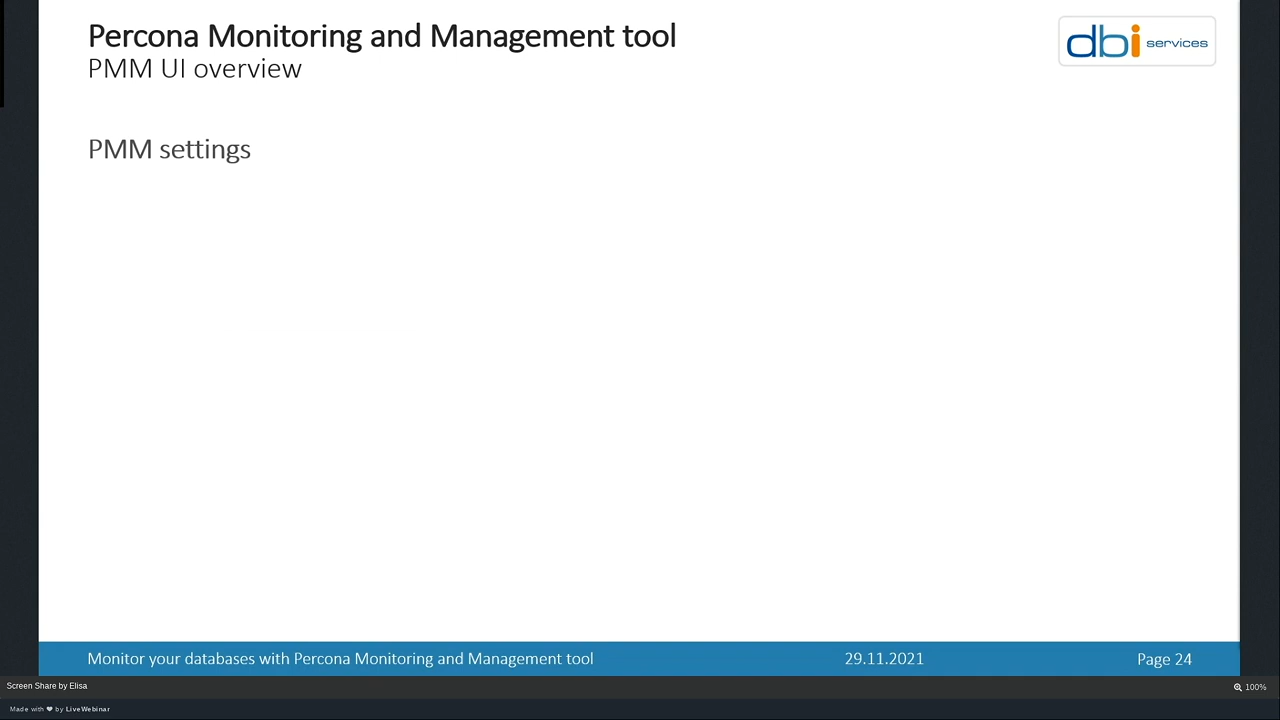 Percona Monitoring and Management tool
PMM UI overview
dbi services
PMM settings
Monitor your databases with Percona Monitoring and Management tool 29.11.2021 Page 24
Screen Share by Elisa 100%
Made with ❤ by LiveWebinar